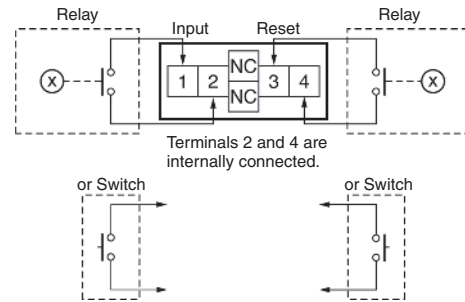 Relay
Input
Reset
Relay
X
1
2
NC
NC
3
4
X
Terminals 2 and 4 are
internally connected.
or Switch
or Switch